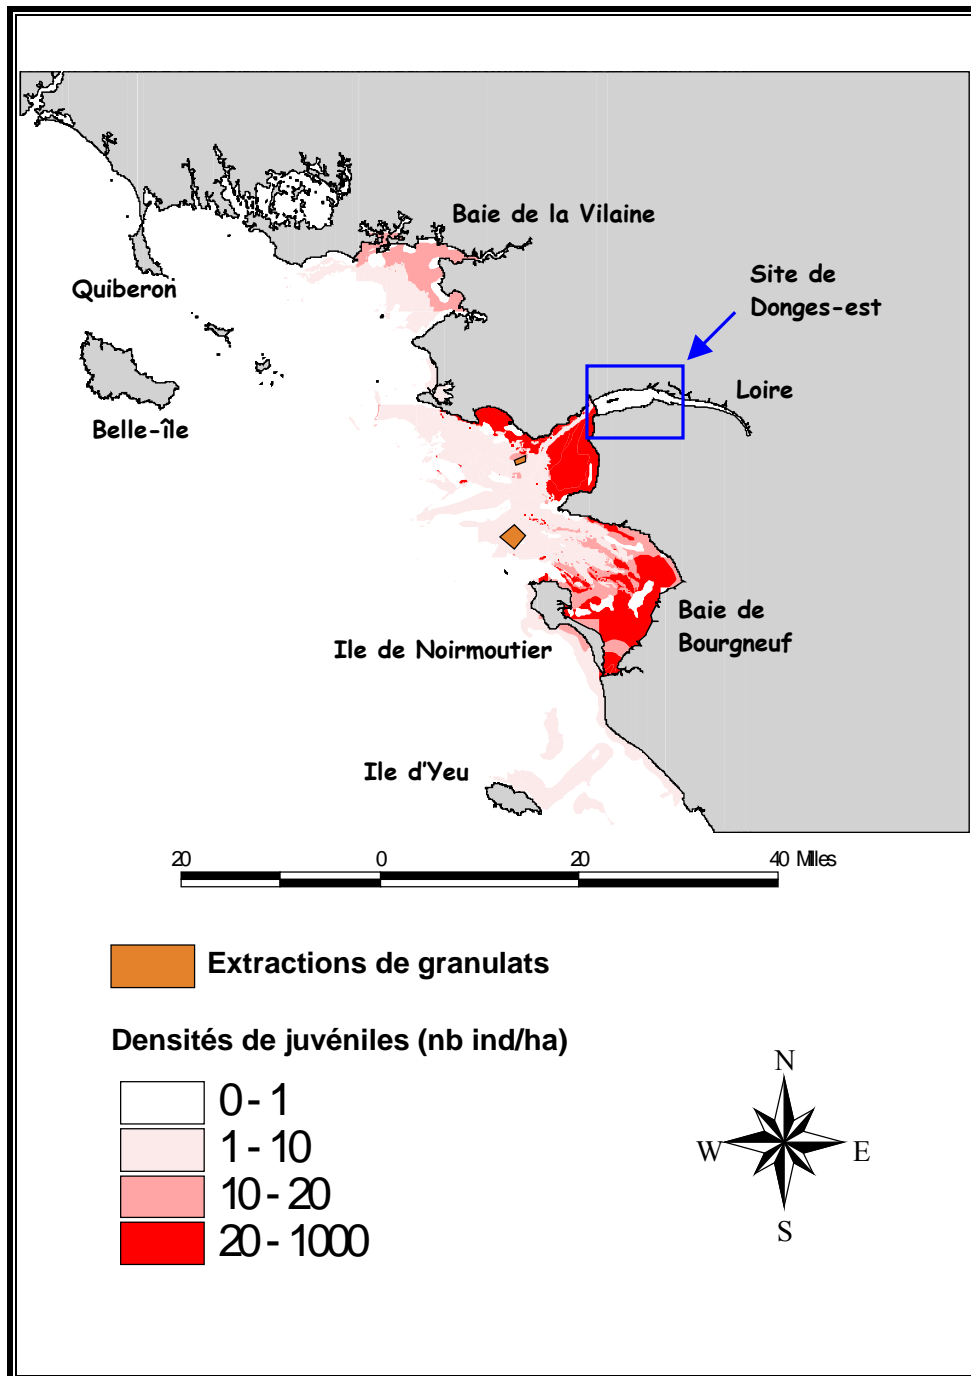 Baie de la Vilaine
Quiberon
Site de
Donges-est
Loire
Belle-île
Baie de
Bourgneuf
Ile de Noirmoutier
Ile d'Yeu
20 0 20 40 Miles
Extractions de granulats
Densités de juvéniles (nb ind/ha)
0 - 1
1 - 10
10 - 20
20 - 1000
N
W E
S